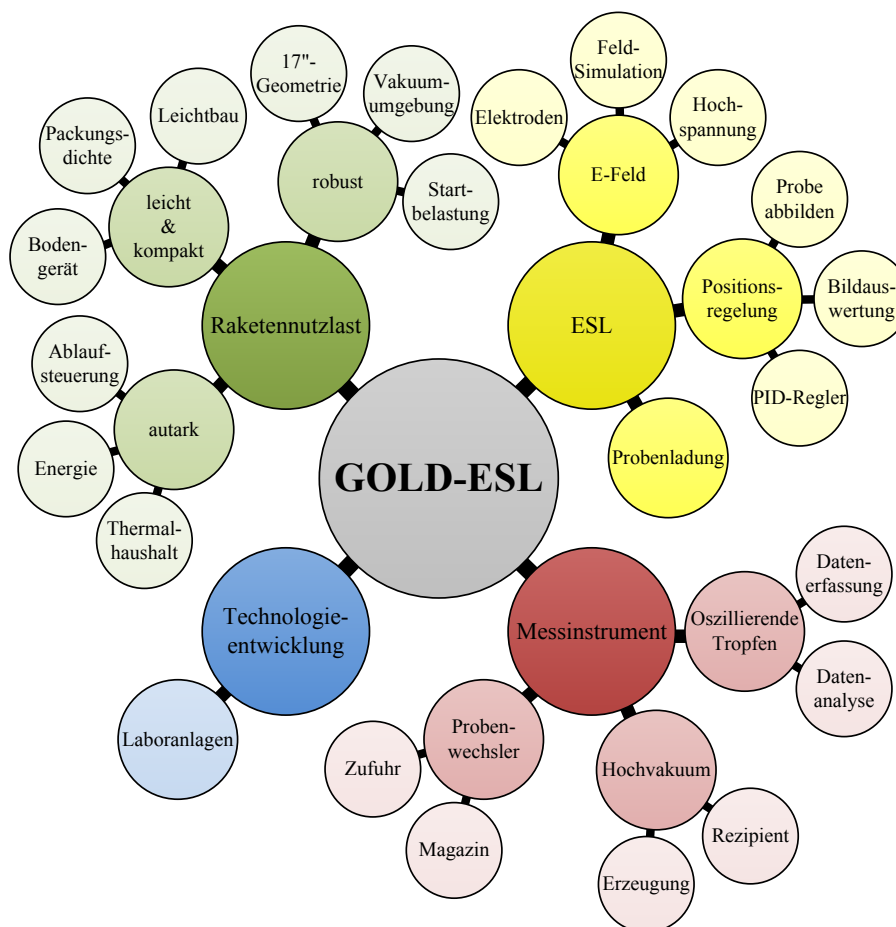 17"-
Geometrie
Vakuum-
umgebung
Start-
belastung
robust
Leichtbau
Packungs-
dichte
Boden-
gerät
leicht
&
kompakt
Raketennutzlast
Ablauf-
steuerung
Energie
Thermal-
haushalt
autark
Feld-
Simulation
Elektroden
Hoch-
spannung
E-Feld
Probe
abbilden
Positions-
regelung
Bildaus-
wertung
PID-Regler
ESL
Probenladung
GOLD-ESL
Technologie-
entwicklung
Laboranlagen
Messinstrument
Oszillierende
Tropfen
Daten-
erfassung
Daten-
analyse
Proben-
wechsler
Zufuhr
Magazin
Hochvakuum
Rezipient
Erzeugung